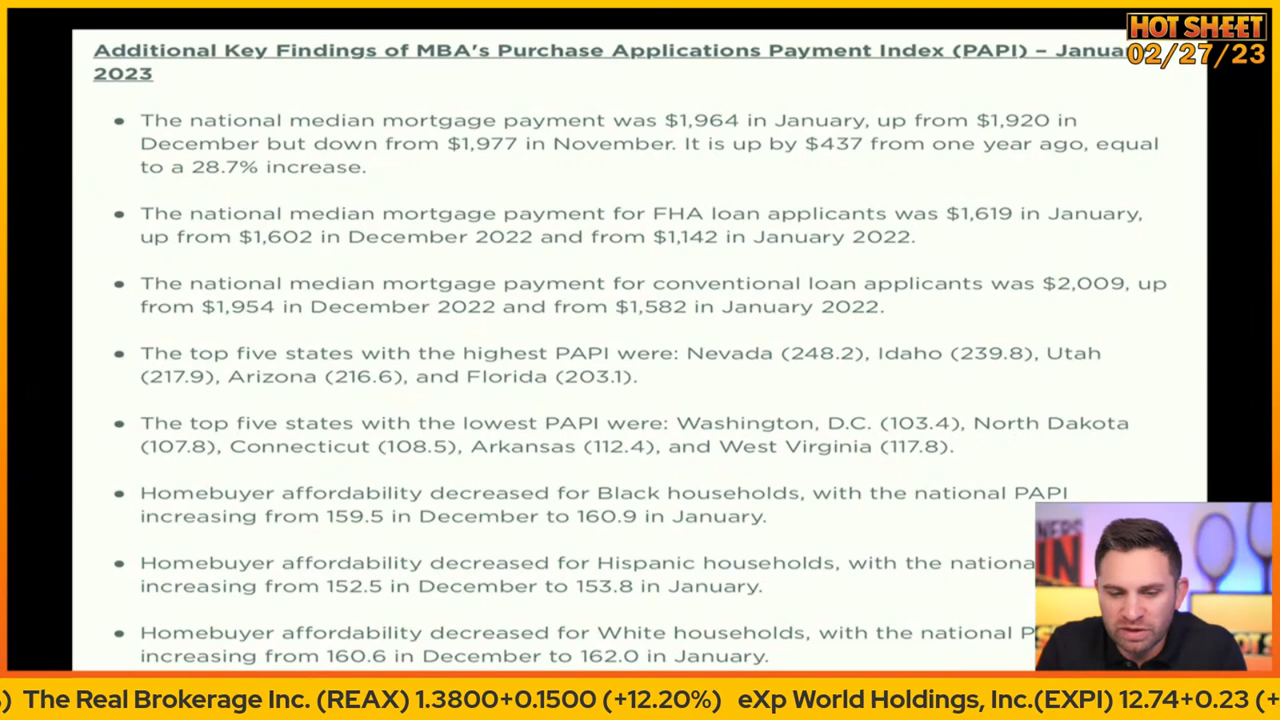 HOT SHEET
02/27/23
Additional Key Findings of MBA's Purchase Applications Payment Index (PAPI) –
2023
• The national median mortgage payment was $1,964 in January, up from $1,920 in
December but down from $1,977 in November. It is up by $437 from one year ago, equal
to a 28.7% increase.
• The national median mortgage payment for FHA loan applicants was $1,619 in January,
up from $1,602 in December 2022 and from $1,142 in January 2022.
• The national median mortgage payment for conventional loan applicants was $2,009, up
from $1,954 in December 2022 and from $1,582 in January 2022.
• The top five states with the highest PAPI were: Nevada (248.2), Idaho (239.8), Utah
(217.9), Arizona (216.6), and Florida (203.1).
• The top five states with the lowest PAPI were: Washington, D.C. (103.4), North Dakota
(107.8), Connecticut (108.5), Arkansas (112.4), and West Virginia (117.8).
• Homebuyer affordability decreased for Black households, with the national PAPI
increasing from 159.5 in December to 160.9 in January.
• Homebuyer affordability decreased for Hispanic households, with the
increasing from 152.5 in December to 153.8 in January.
• Homebuyer affordability decreased for White households, with the national
increasing from 160.6 in December to 162.0 in January.
The Real Brokerage Inc. (REAX) 1.3800+0.1500 (+12.20%) eXp World Holdings, Inc.(EXPI) 12.74+0.23 (+